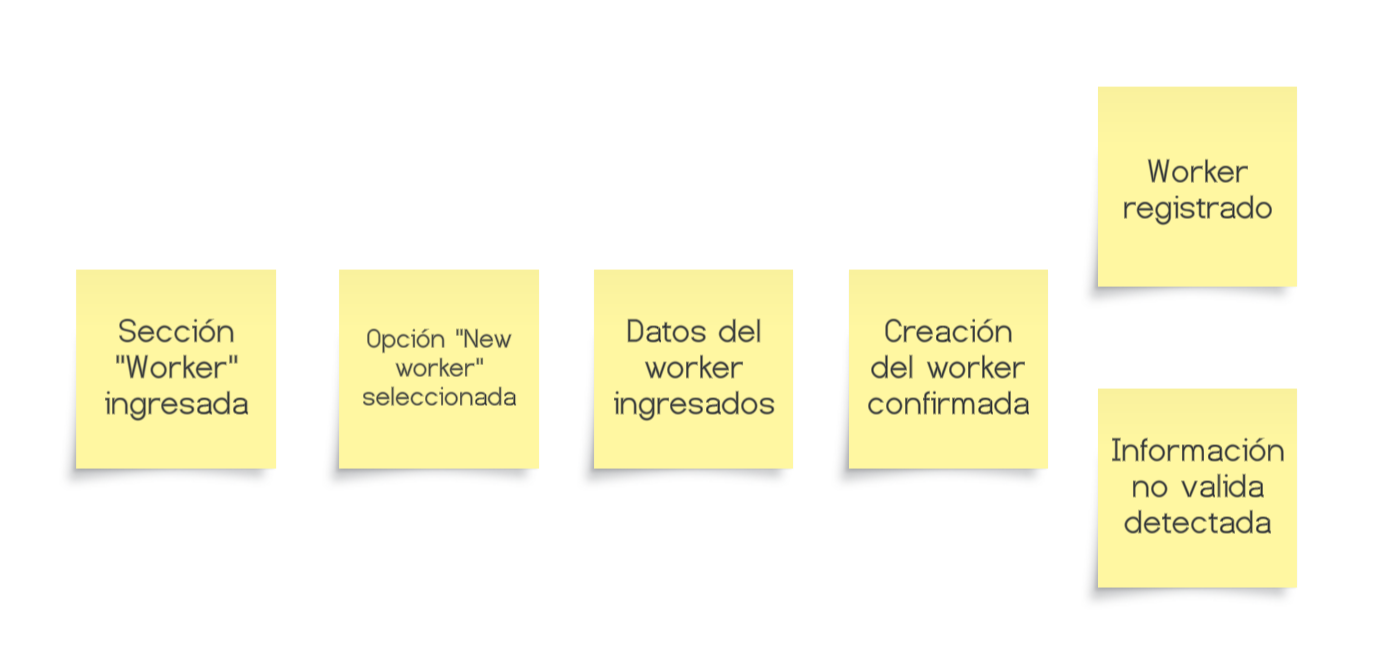 Sección
"Worker"
ingresada
Opción "New
worker"
seleccionada
Datos del
worker
ingresados
Creación
del worker
confirmada
Worker
registrado
Información
no valida
detectada